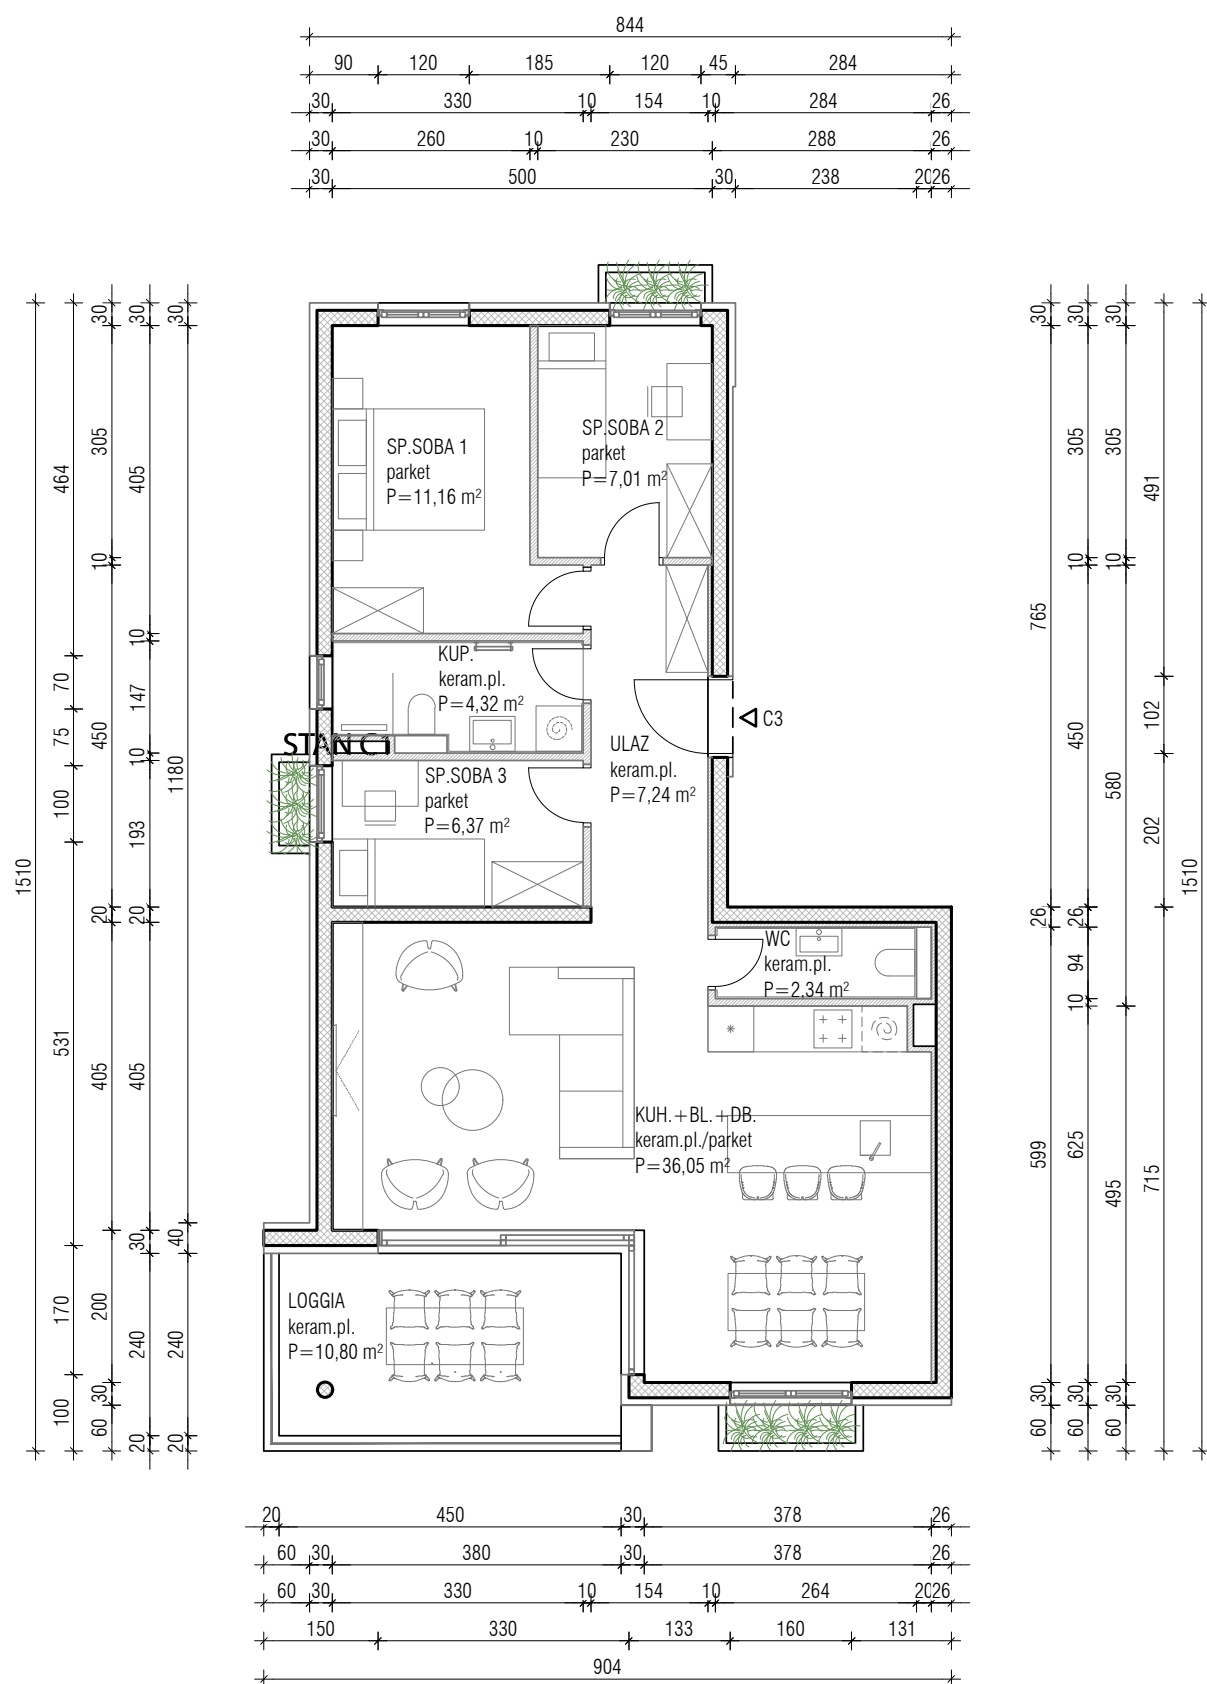 844
90 120 185 120 45 284
30 330 10 154 10 284 26
30 260 10 230 288 26
30 500 30 238 20 26
1510
464 70 75 100 531 170 100
30 305 10 450 20 405 200 30 60
30 405 10 147 10 193 20 405 30 240 20
30 1180 40 240 20
SP.SOBA 1
parket
P=11,16 m²
SP.SOBA 2
parket
P=7,01 m²
KUP.
keram.pl.
P=4,32 m²
C3
ULAZ
keram.pl.
P=7,24 m²
SP.SOBA 3
parket
P=6,37 m²
WC
keram.pl.
P=2,34 m²
KUH.+BL.+DB.
keram.pl./parket
P=36,05 m²
LOGGIA
keram.pl.
P=10,80 m²
30 765 26 599 30 60
30 305 10 450 26 94 10 625 30 60
30 305 10 580 495 30 60
491 102 202 715
1510
20 450 30 378 26
60 30 380 30 378 26
60 30 330 10 154 10 264 20 26
150 330 133 160 131
904